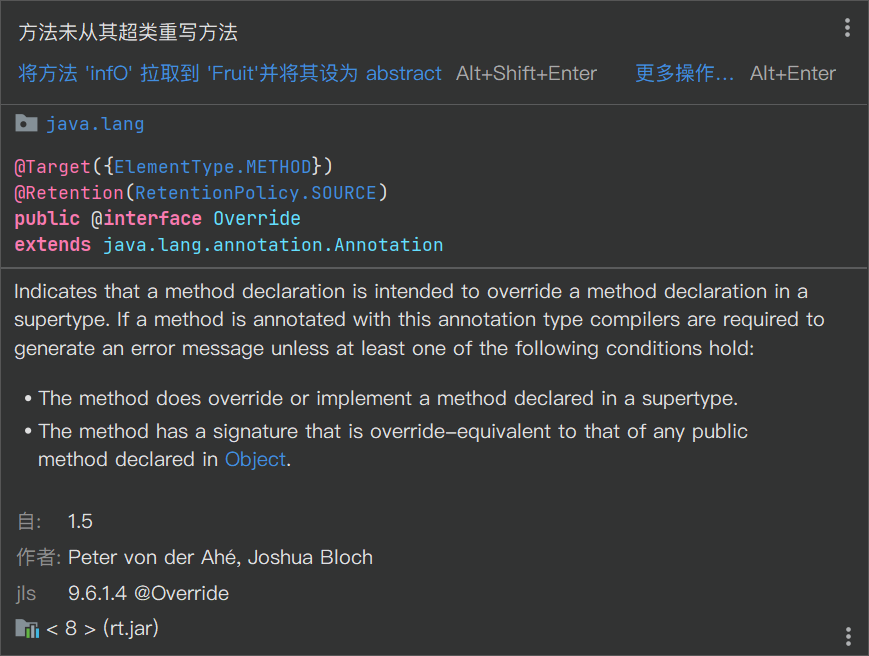 方法未从其超类重写方法
将方法 'infO' 拉取到 'Fruit'并将其设为 abstract Alt+Shift+Enter 更多操作... Alt+Enter
java.lang
@Target({ElementType.METHOD})
@Retention(RetentionPolicy.SOURCE)
public @interface Override
extends java.lang.annotation.Annotation
Indicates that a method declaration is intended to override a method declaration in a
supertype. If a method is annotated with this annotation type compilers are required to
generate an error message unless at least one of the following conditions hold:
• The method does override or implement a method declared in a supertype.
• The method has a signature that is override-equivalent to that of any public
method declared in Object.
自: 1.5
作者: Peter von der Ahé, Joshua Bloch
jls 9.6.1.4 @Override
< 8 > (rt.jar)